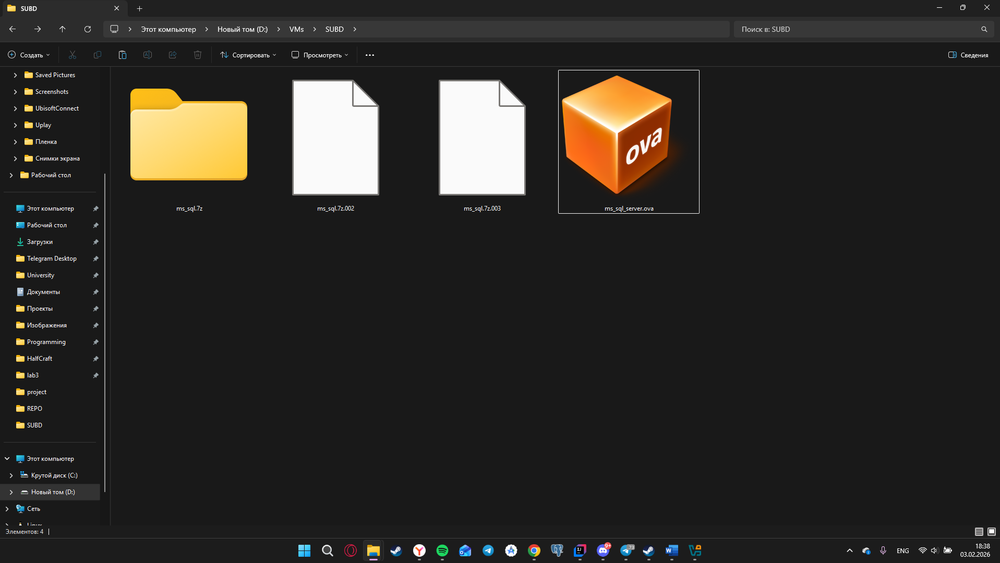 SUBD
Этот компьютер
Новый том (D:)
VMs
SUBD
Поиск в: SUBD
Создать
Сортировать
Просмотреть
Сведения
Saved Pictures
Screenshots
UbisoftConnect
Uplay
Пленка
Снимки экрана
Рабочий стол
Этот компьютер
Рабочий стол
Загрузки
Telegram Desktop
University
Документы
Проекты
Изображения
Programming
HalfCraft
lab3
project
REPO
SUBD
Этот компьютер
Крутой диск (C:)
Новый том (D:)
Сеть
Linux
ova
ms_sql.7z
ms_sql.7z.002
ms_sql.7z.003
ms_sql_server.ova
Элементов: 4
9+
73
ENG
18:38
03.02.2026